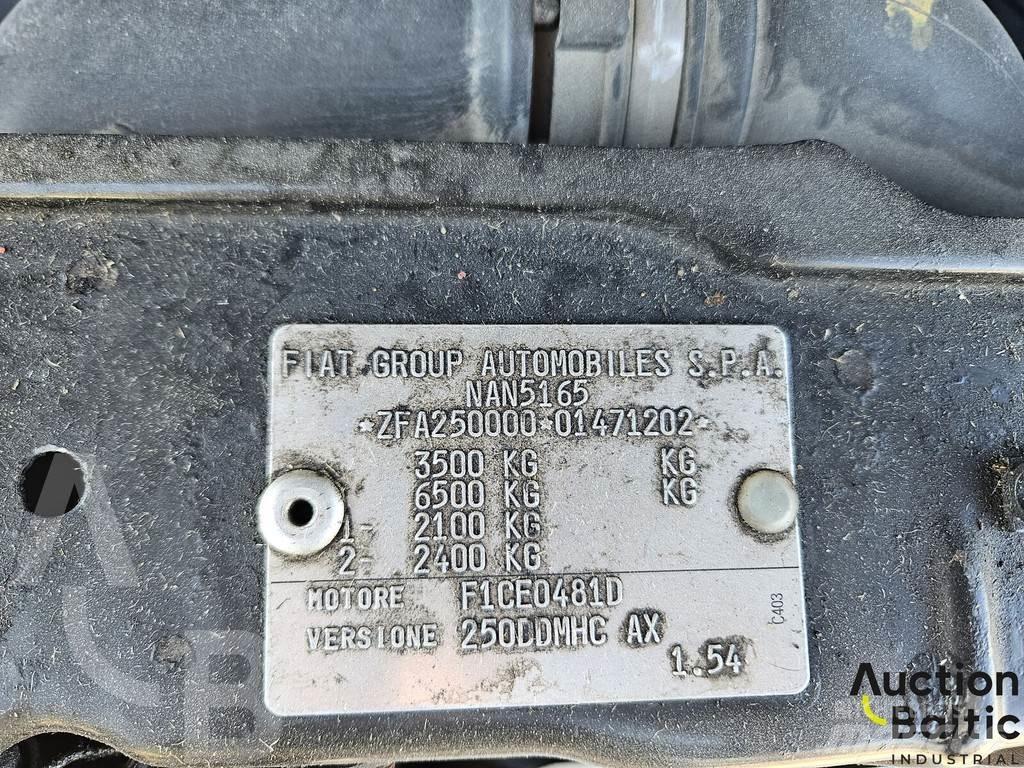 FIAT GROUP AUTOMOBILES S.P.A.
NAN5165
*ZFA250000*01471202*
3500 KG KG
6500 KG KG
1- 2100 KG
2- 2400 KG
MOTORE F1CE0481D
VERSIONE 250DDMHC AX
1.54
C403
Auction
Baltic
INDUSTRIAL